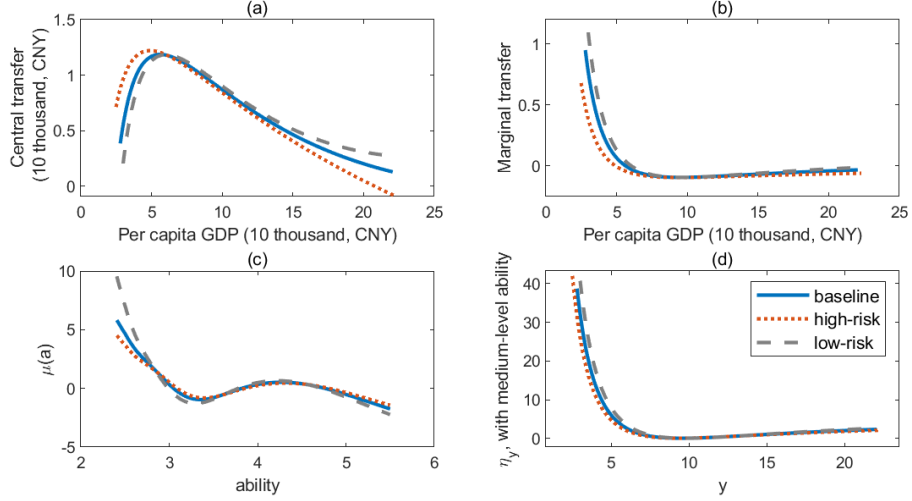 (a)
Central transfer
(10 thousand, CNY)
1.5
1
0.5
0
0 5 10 15 20 25
Per capita GDP (10 thousand, CNY)
(b)
Marginal transfer
1
0.5
0
0 5 10 15 20 25
Per capita GDP (10 thousand, CNY)
(c)
μ(a)
10
5
0
-5
2 3 4 5 6
ability
(d)
η_y, with medium-level ability
40
30
20
10
0
5 10 15 20
y
baseline
high-risk
low-risk